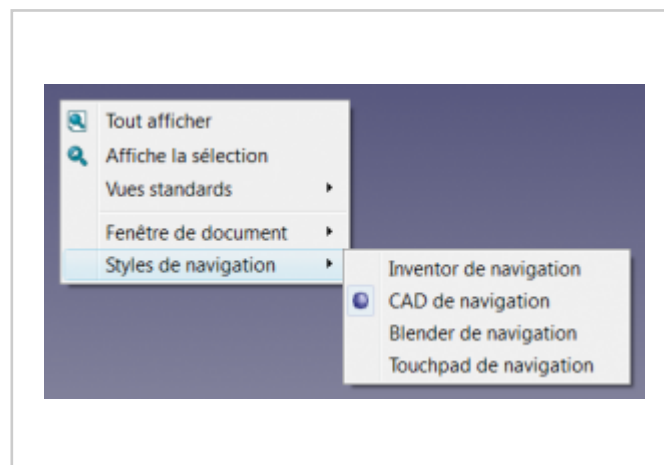 Tout afficher
Affiche la sélection
Vues standards
Fenêtre de document
Styles de navigation
Inventor de navigation
CAD de navigation
Blender de navigation
Touchpad de navigation